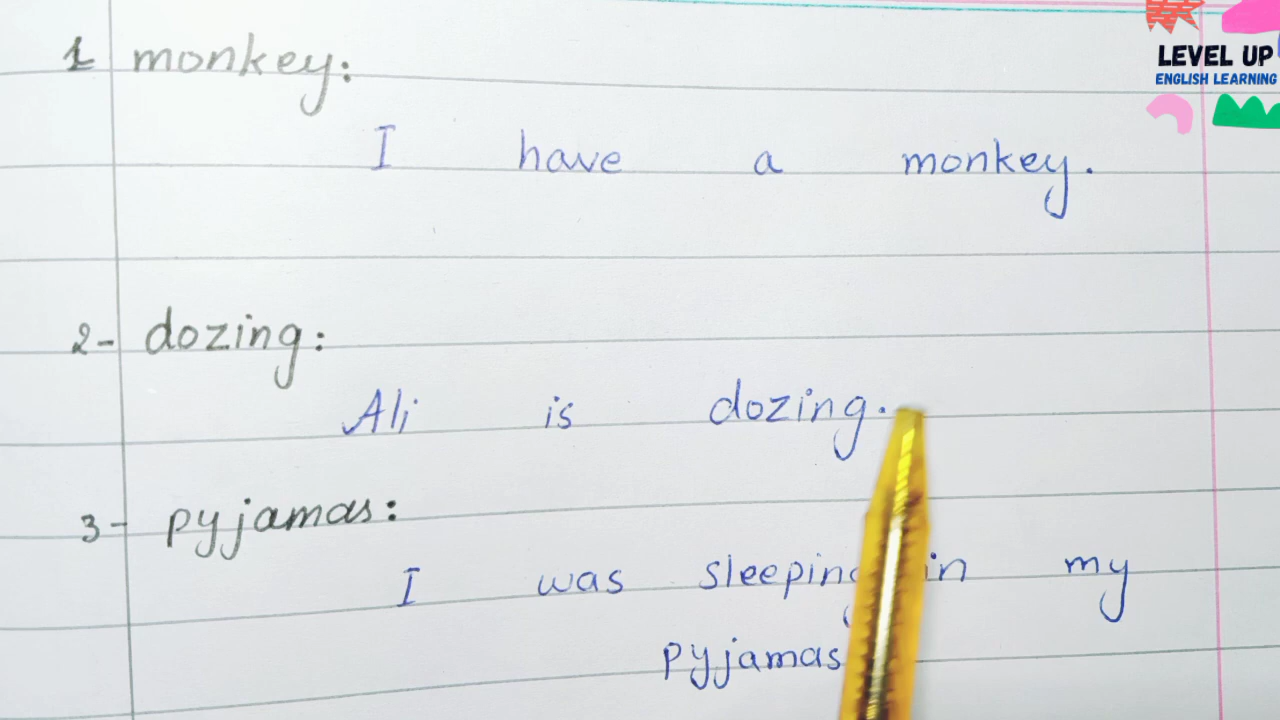 1 monkey:
I have a monkey.
2- dozing:
Ali is dozing.
3- pyjamas:
I was sleeping in my
pyjamas
LEVEL UP
ENGLISH LEARNING